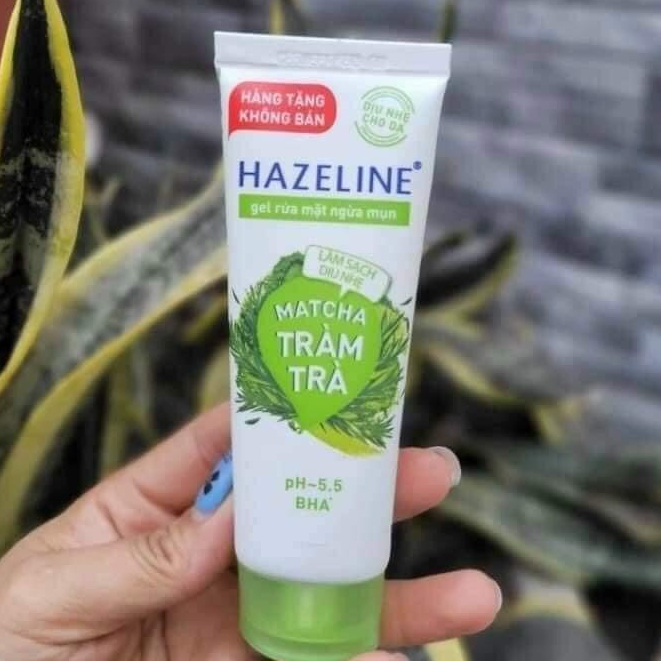 HÀNG TẶNG
KHÔNG BÁN
DỊU NHẸ
CHO DA
HAZELINE®
gel rửa mặt ngừa mụn
LÀM SẠCH
DỊU NHẸ
MATCHA
TRÀM
TRÀ
pH~5.5
BHA*